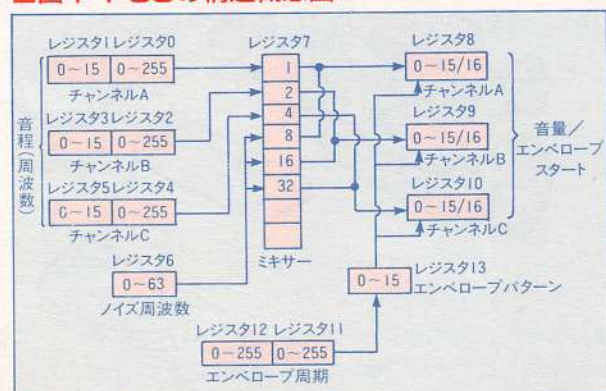 レジスタ1 レジスタ0
0～15 0～255
チャンネルA
レジスタ3 レジスタ2
0～15 0～255
チャンネルB
レジスタ5 レジスタ4
0～15 0～255
チャンネルC
音程(周波数)
レジスタ6
0～63
ノイズ周波数
レジスタ7
1
2
4
8
16
32
ミキサー
レジスタ8
0～15/16
チャンネルA
レジスタ9
0～15/16
チャンネルB
レジスタ10
0～15/16
チャンネルC
音量/
エンベロープ
スタート
0～15
レジスタ13
エンベロープパターン
レジスタ12 レジスタ11
0～255 0～255
エンベロープ周期